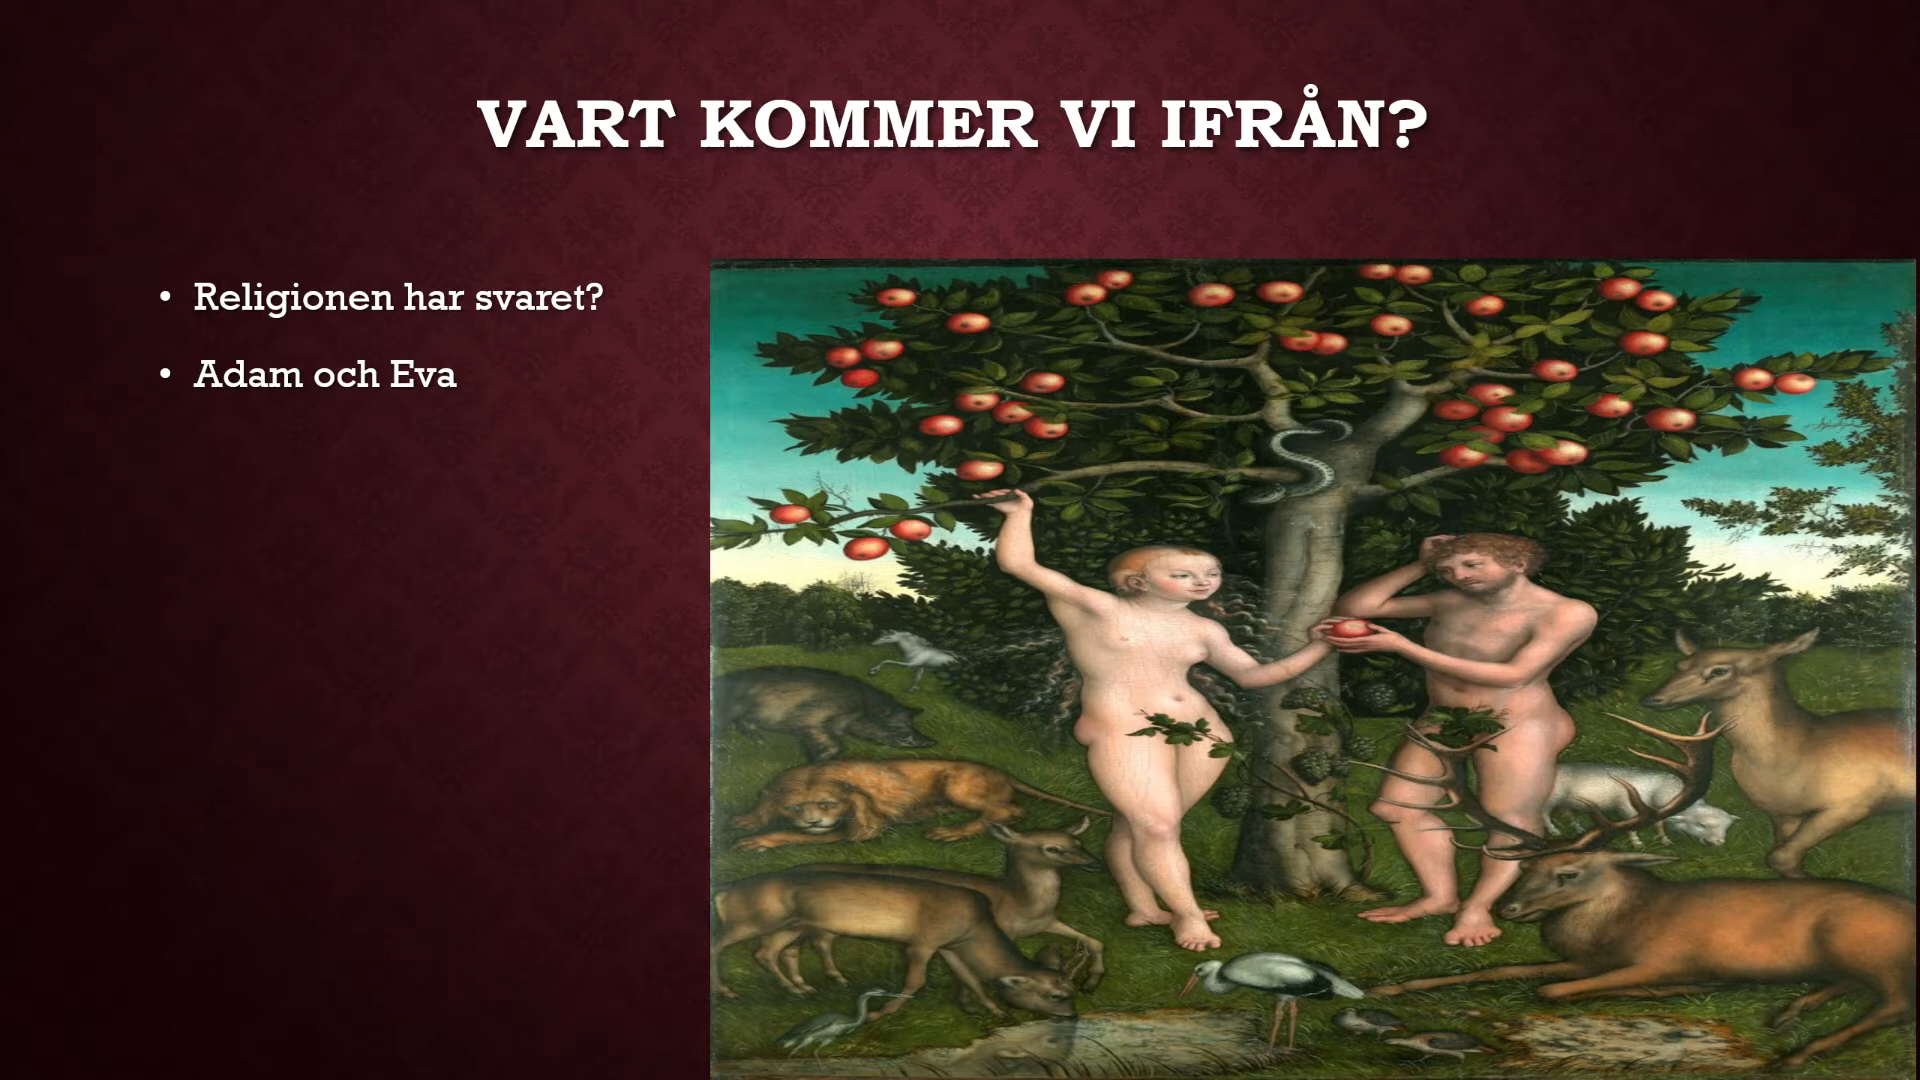 VART KOMMER VI IFRÅN?
• Religionen har svaret?
• Adam och Eva